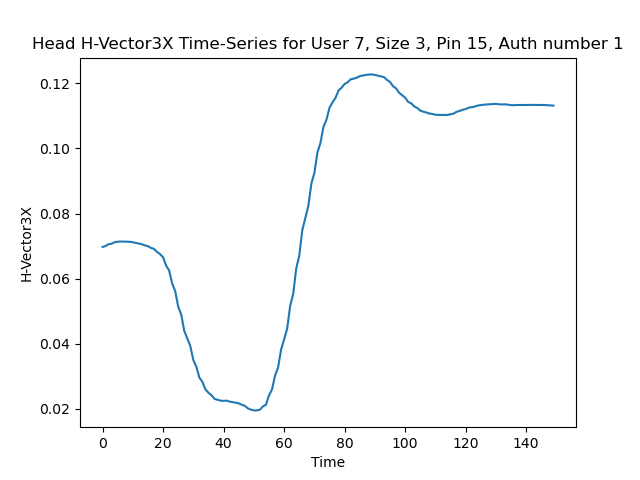 Head H-Vector3X Time-Series for User 7, Size 3, Pin 15, Auth number 1
0.12
0.10
0.08
0.06
0.04
0.02
H-Vector3X
0 20 40 60 80 100 120 140
Time